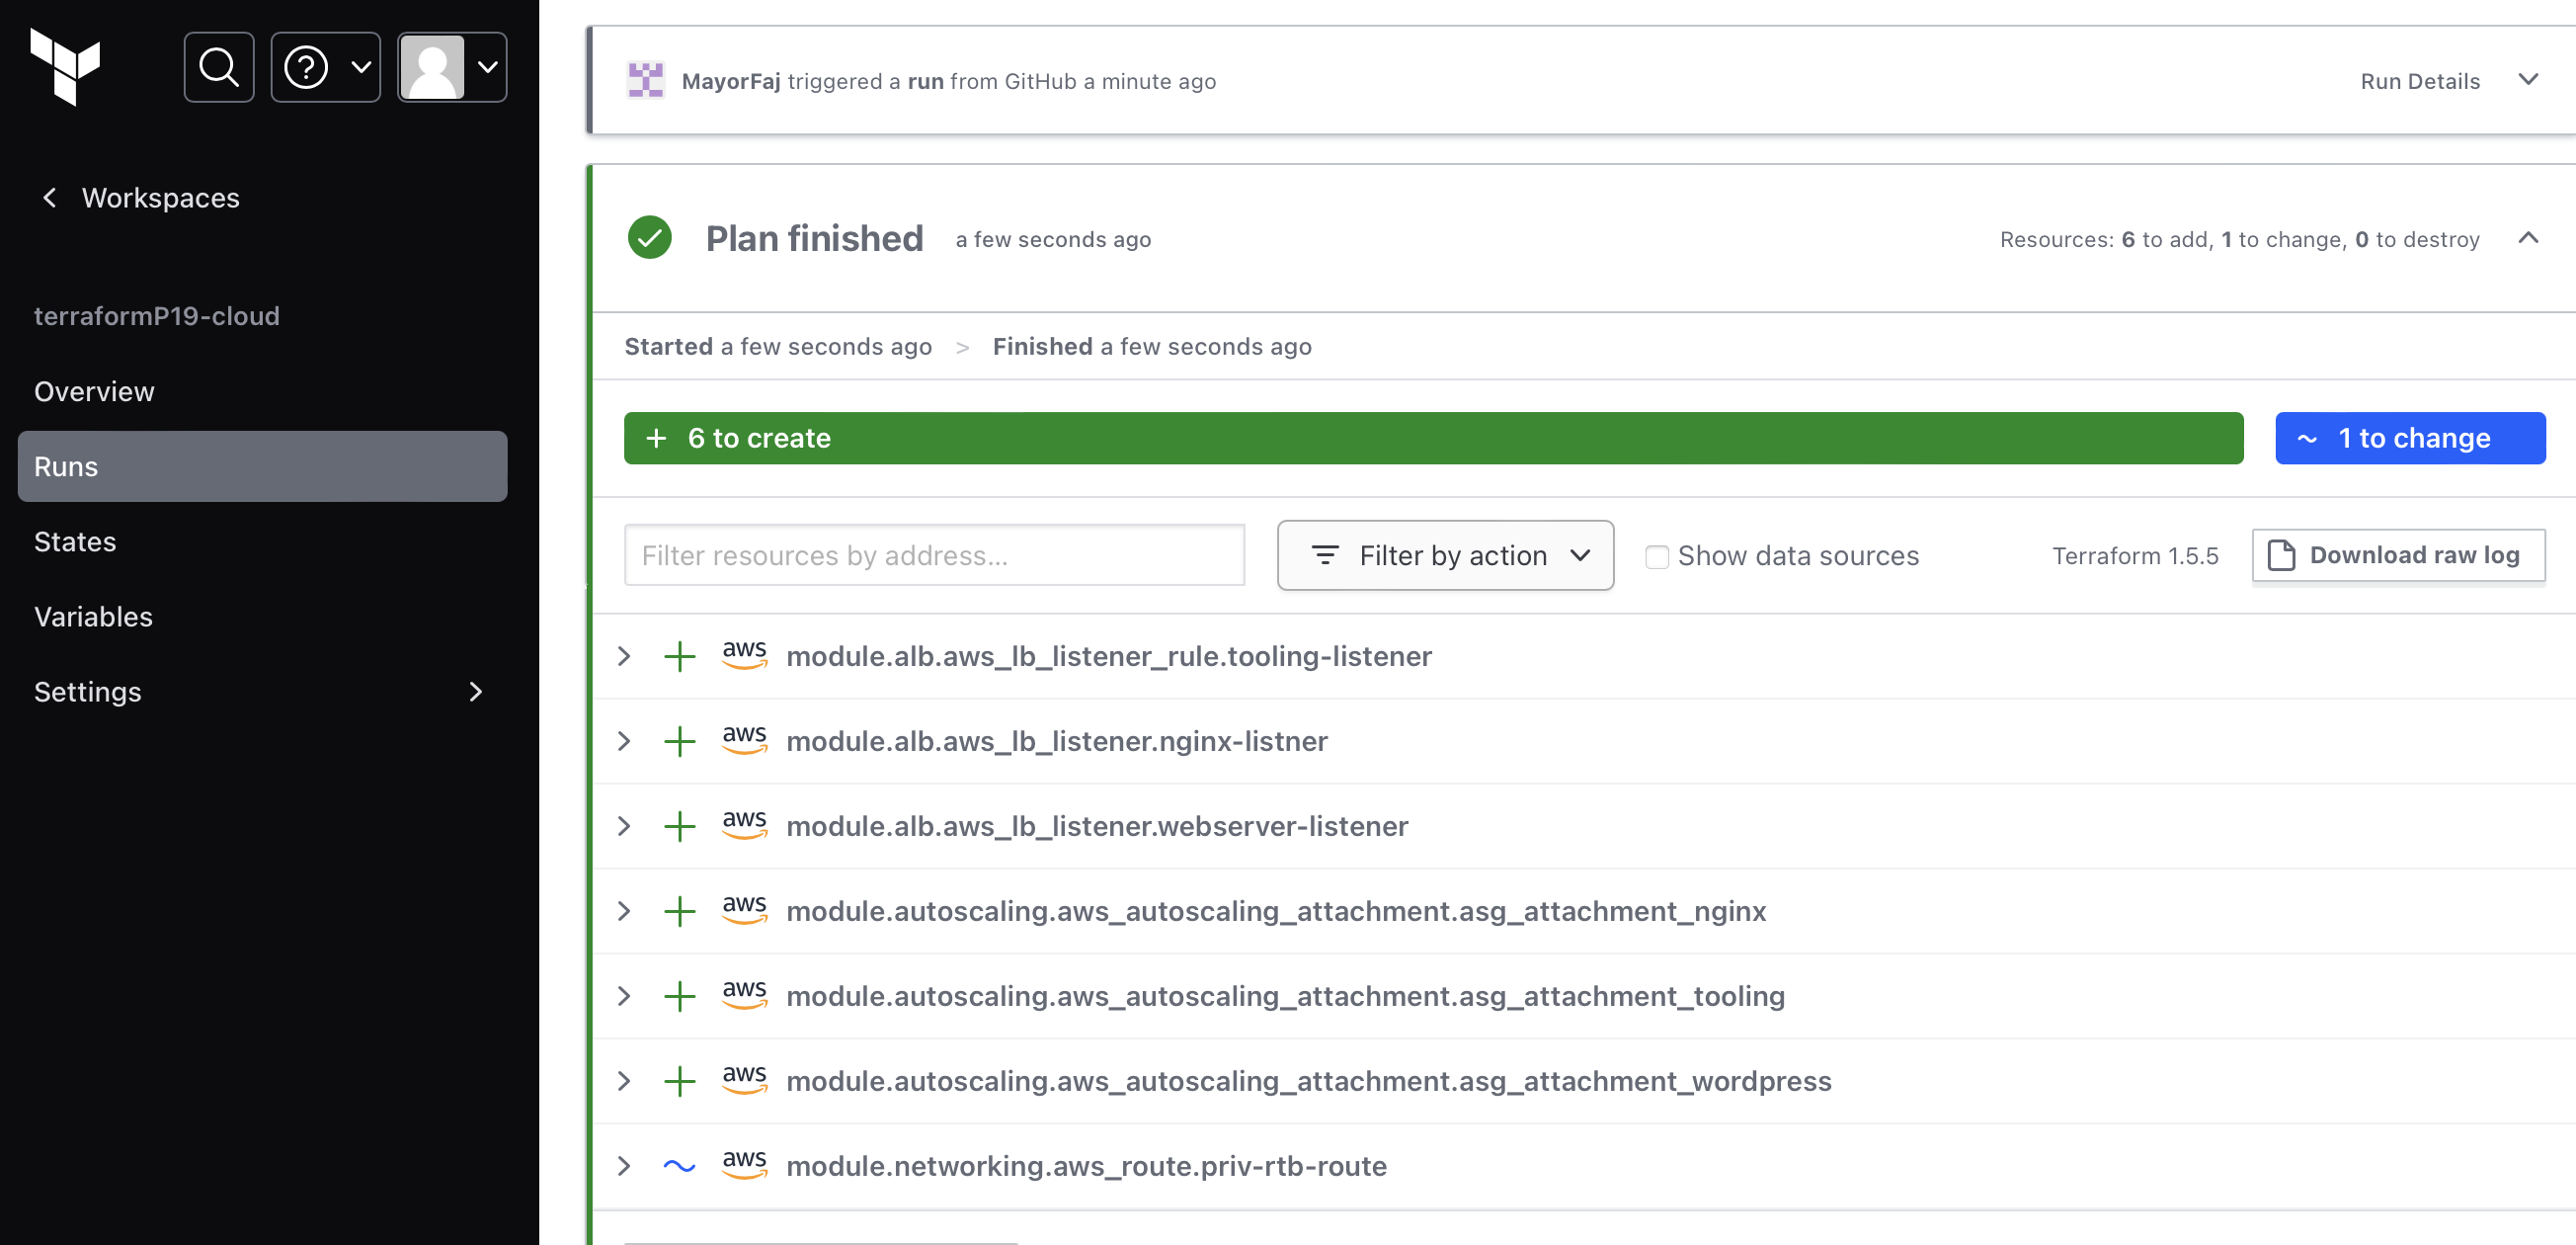 Workspaces
terraformP19-cloud
Overview
Runs
States
Variables
Settings
MayorFaj triggered a run from GitHub a minute ago
Run Details
Plan finished a few seconds ago
Resources: 6 to add, 1 to change, 0 to destroy
Started a few seconds ago > Finished a few seconds ago
+ 6 to create
~ 1 to change
Filter resources by address...
Filter by action
Show data sources
Terraform 1.5.5
Download raw log
aws module.alb.aws_lb_listener_rule.tooling-listener
aws module.alb.aws_lb_listener.nginx-listner
aws module.alb.aws_lb_listener.webserver-listener
aws module.autoscaling.aws_autoscaling_attachment.asg_attachment_nginx
aws module.autoscaling.aws_autoscaling_attachment.asg_attachment_tooling
aws module.autoscaling.aws_autoscaling_attachment.asg_attachment_wordpress
aws module.networking.aws_route.priv-rtb-route